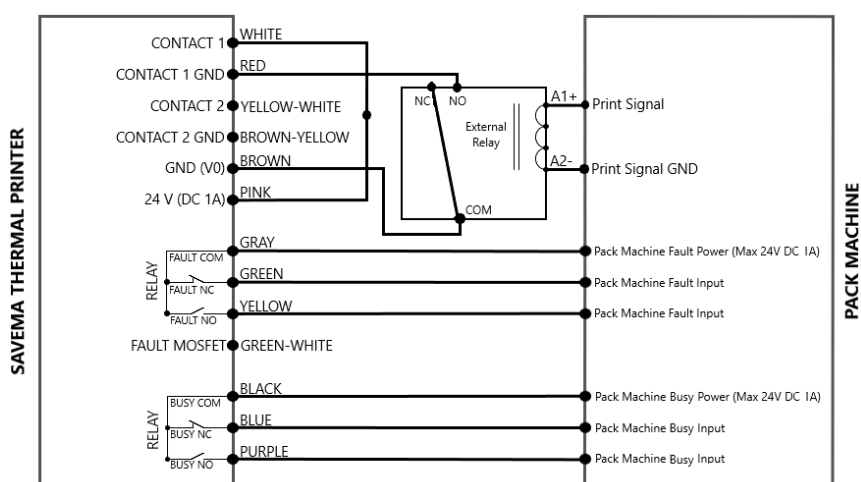 SAVEMA THERMAL PRINTER
CONTACT 1
WHITE
CONTACT 1 GND
RED
CONTACT 2
YELLOW-WHITE
CONTACT 2 GND
BROWN-YELLOW
GND (V0)
BROWN
24 V (DC 1A)
PINK
NC
NO
External
Relay
COM
A1+
Print Signal
A2-
Print Signal GND
RELAY
FAULT COM
GRAY
Pack Machine Fault Power (Max 24V DC 1A)
FAULT NC
GREEN
Pack Machine Fault Input
FAULT NO
YELLOW
Pack Machine Fault Input
FAULT MOSFET
GREEN-WHITE
RELAY
BUSY COM
BLACK
Pack Machine Busy Power (Max 24V DC 1A)
BUSY NC
BLUE
Pack Machine Busy Input
BUSY NO
PURPLE
Pack Machine Busy Input
PACK MACHINE